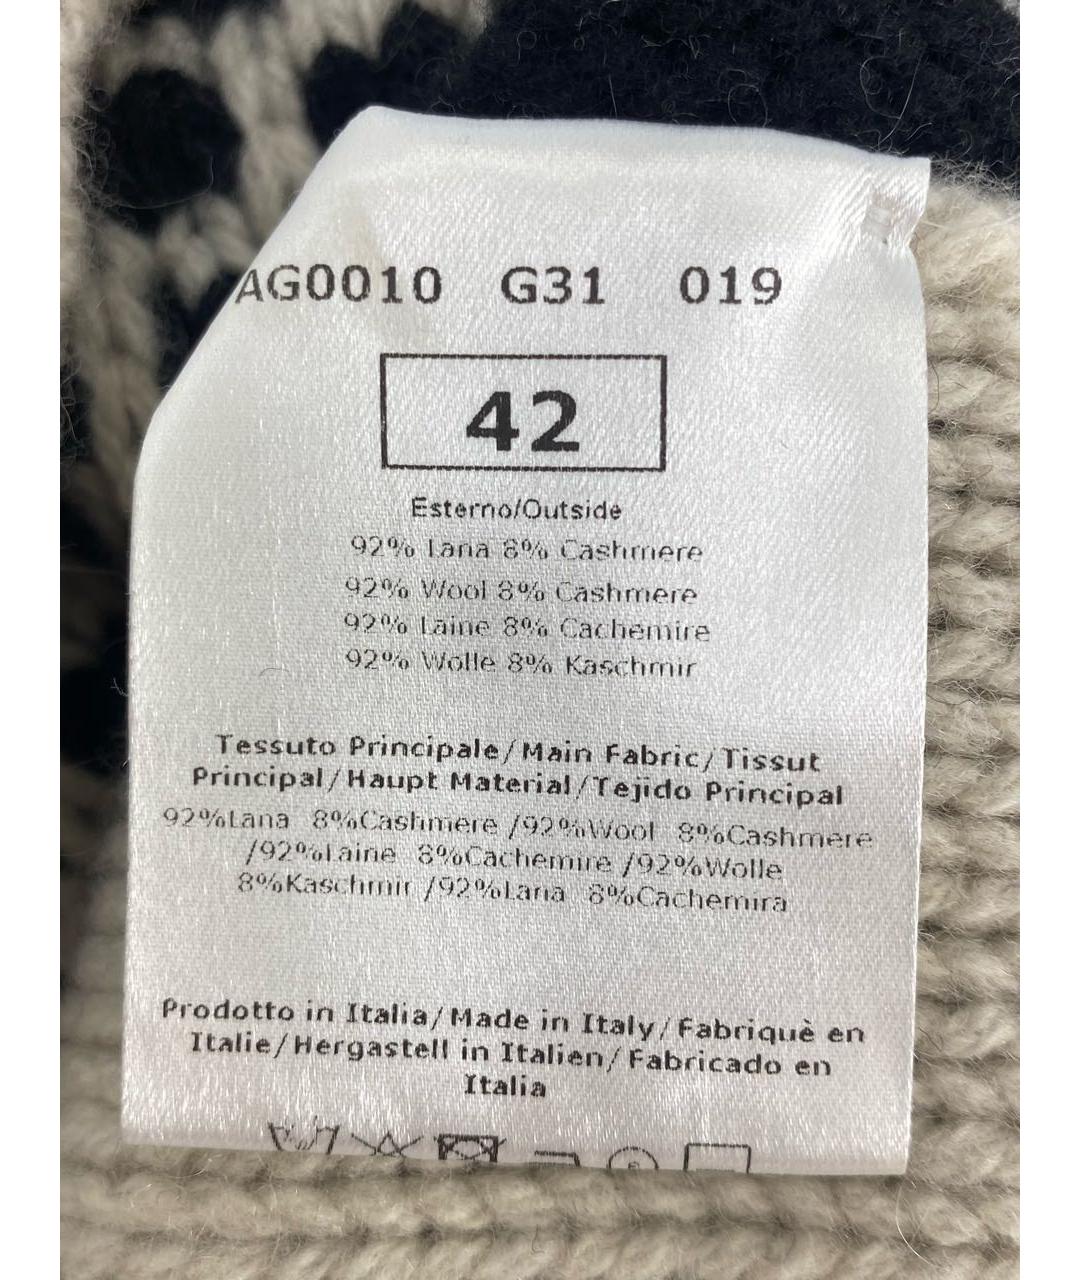 AG0010 G31 019
42
Esterno/Outside
92% Lana 8% Cashmere
92% Wool 8% Cashmere
92% Laine 8% Cachemire
92% Wolle 8% Kaschmir
Tessuto Principale/Main Fabric/Tissut
Principal/Haupt Material/Tejido Principal
92%Lana 8%Cashmere /92%Wool 8%Cashmere
/92%Laine 8%Cachemire /92%Wolle
8%Kaschmir /92%Lana 8%Cachemira
Prodotto in Italia/Made in Italy/Fabriquè en
Italie/Hergastell in Italien/Fabricado en
Italia